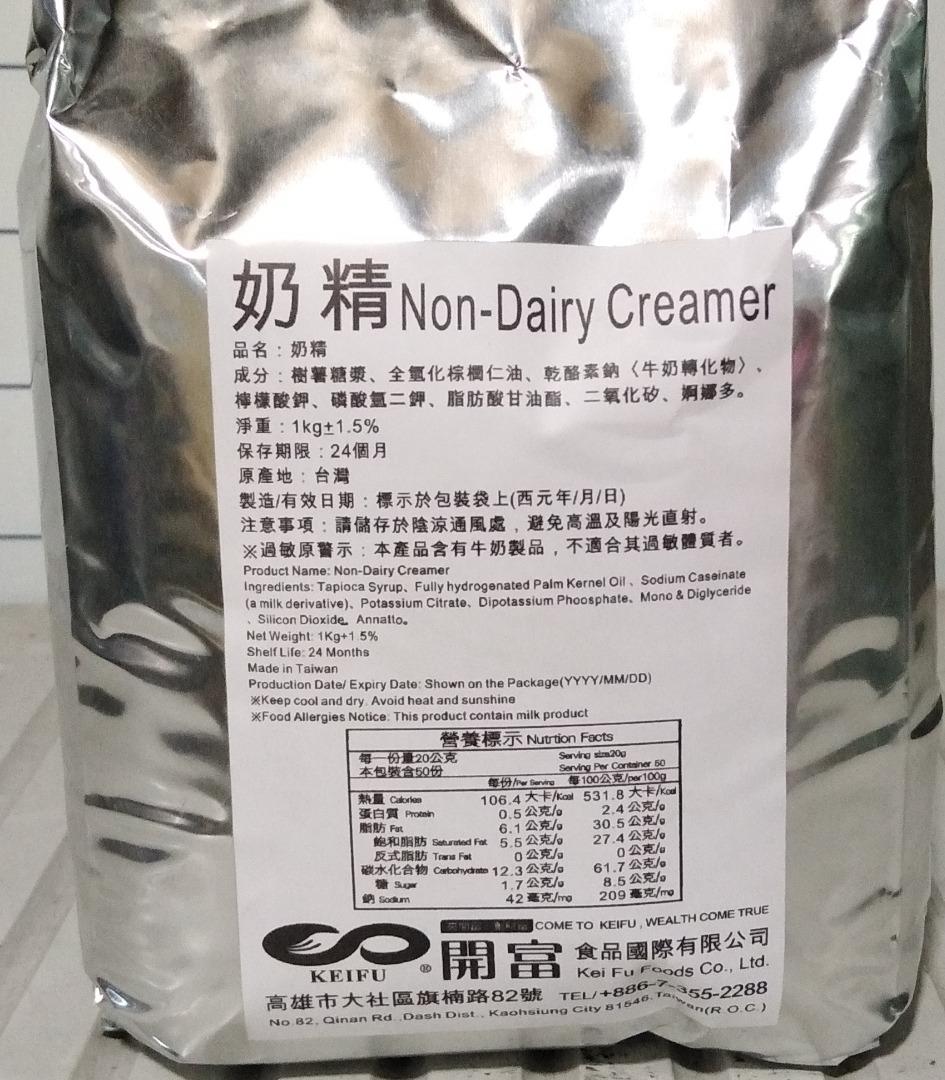 奶精 Non-Dairy Creamer
品名：奶精
成分：樹薯糖漿、全氫化棕櫚仁油、乾酪素鈉〈牛奶轉化物〉、
檸檬酸鉀、磷酸氫二鉀、脂肪酸甘油酯、二氧化矽、婀娜多。
淨重：1kg±1.5%
保存期限：24個月
原產地：台灣
製造/有效日期：標示於包裝袋上(西元年/月/日)
注意事項：請儲存於陰涼通風處，避免高溫及陽光直射。
※過敏原警示：本產品含有牛奶製品，不適合其過敏體質者。
Product Name: Non-Dairy Creamer
Ingredients: Tapioca Syrup、Fully hydrogenated Palm Kernel Oil、Sodium Caseinate
(a milk derivative)、Potassium Citrate、Dipotassium Phoosphate、Mono & Diglyceride
、Silicon Dioxide、Annatto。
Net Weight: 1Kg+1.5%
Shelf Life: 24 Months
Made in Taiwan
Production Date/ Expiry Date: Shown on the Package(YYYY/MM/DD)
※Keep cool and dry. Avoid heat and sunshine
※Food Allergies Notice: This product contain milk product
營養標示 Nutrtion Facts
每一份量20公克 Serving size20g
本包裝含50份 Serving Per Container 50
每份/Per Serving 每100公克/per100g
熱量 Calories 106.4 大卡/Kcal 531.8 大卡/Kcal
蛋白質 Protein 0.5 公克/g 2.4 公克/g
脂肪 Fat 6.1 公克/g 30.5 公克/g
飽和脂肪 Saturated Fat 5.5 公克/g 27.4 公克/g
反式脂肪 Trans Fat 0 公克/g 0 公克/g
碳水化合物 Carbohydrate 12.3 公克/g 61.7 公克/g
糖 Sugar 1.7 公克/g 8.5 公克/g
鈉 Sodium 42 毫克/mg 209 毫克/mg
COME TO KEIFU, WEALTH COME TRUE
KEIFU ® 開富 食品國際有限公司
Kei Fu Foods Co., Ltd.
高雄市大社區旗楠路82號 TEL/+886-7-355-2288
No.82, Qinan Rd.,Dash Dist., Kaohsiung City 81546, Taiwan(R.O.C.)